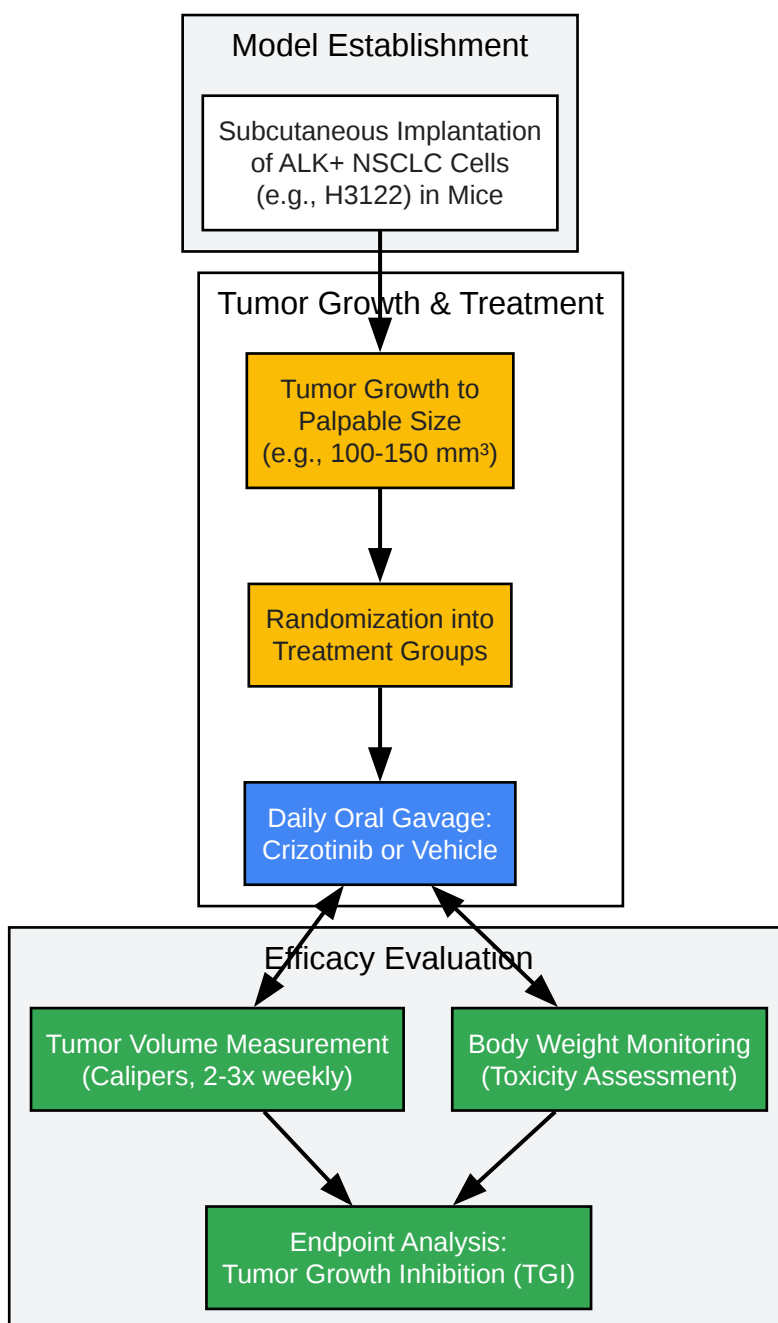 Model Establishment
Subcutaneous Implantation
of ALK+ NSCLC Cells
(e.g., H3122) in Mice
Tumor Growth & Treatment
Tumor Growth to
Palpable Size
(e.g., 100-150 mm³)
Randomization into
Treatment Groups
Daily Oral Gavage:
Crizotinib or Vehicle
Efficacy Evaluation
Tumor Volume Measurement
(Calipers, 2-3x weekly)
Body Weight Monitoring
(Toxicity Assessment)
Endpoint Analysis:
Tumor Growth Inhibition (TGI)